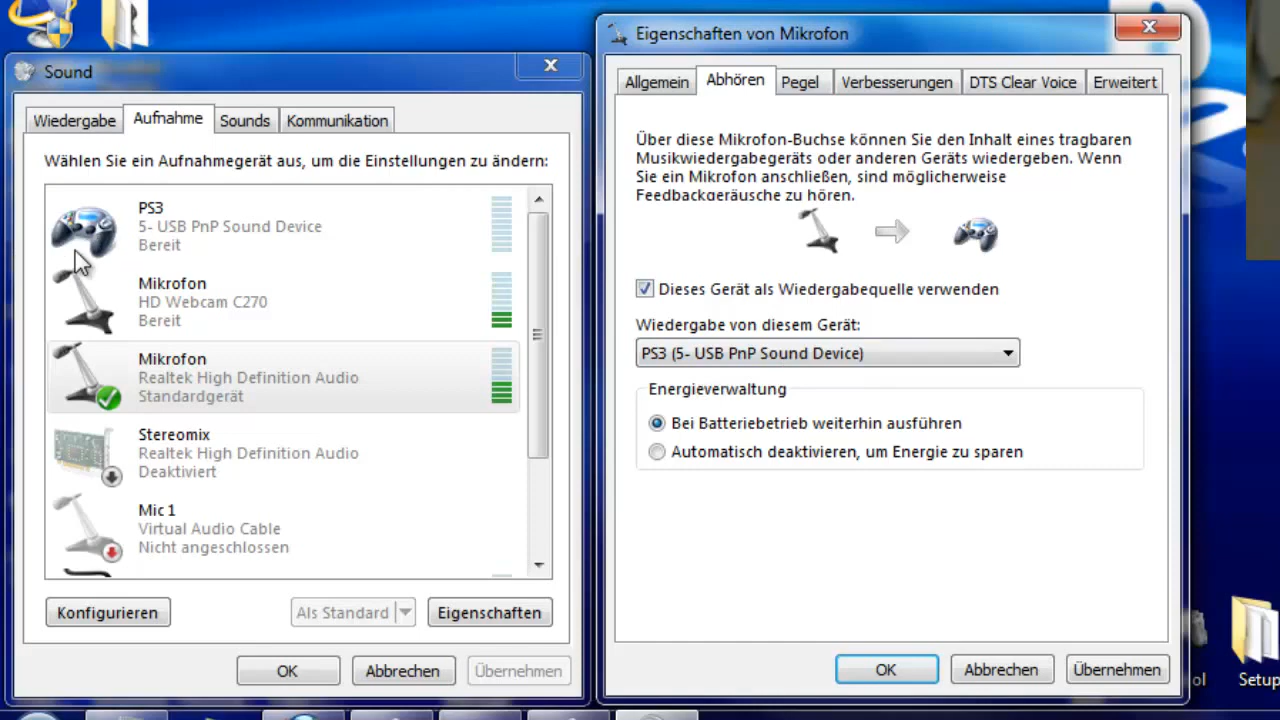 Sound
Wiedergabe
Aufnahme
Sounds
Kommunikation
Wählen Sie ein Aufnahmegerät aus, um die Einstellungen zu ändern:
PS3
5- USB PnP Sound Device
Bereit
Mikrofon
HD Webcam C270
Bereit
Mikrofon
Realtek High Definition Audio
Standardgerät
Stereomix
Realtek High Definition Audio
Deaktiviert
Mic 1
Virtual Audio Cable
Nicht angeschlossen
Konfigurieren
Als Standard
Eigenschaften
OK
Abbrechen
Übernehmen
Eigenschaften von Mikrofon
Allgemein
Abhören
Pegel
Verbesserungen
DTS Clear Voice
Erweitert
Über diese Mikrofon-Buchse können Sie den Inhalt eines tragbaren
Musikwiedergabegeräts oder anderen Geräts wiedergeben. Wenn
Sie ein Mikrofon anschließen, sind möglicherweise
Feedbackgeräusche zu hören.
Dieses Gerät als Wiedergabequelle verwenden
Wiedergabe von diesem Gerät:
PS3 (5- USB PnP Sound Device)
Energieverwaltung
Bei Batteriebetrieb weiterhin ausführen
Automatisch deaktivieren, um Energie zu sparen
OK
Abbrechen
Übernehmen
ol
Setup